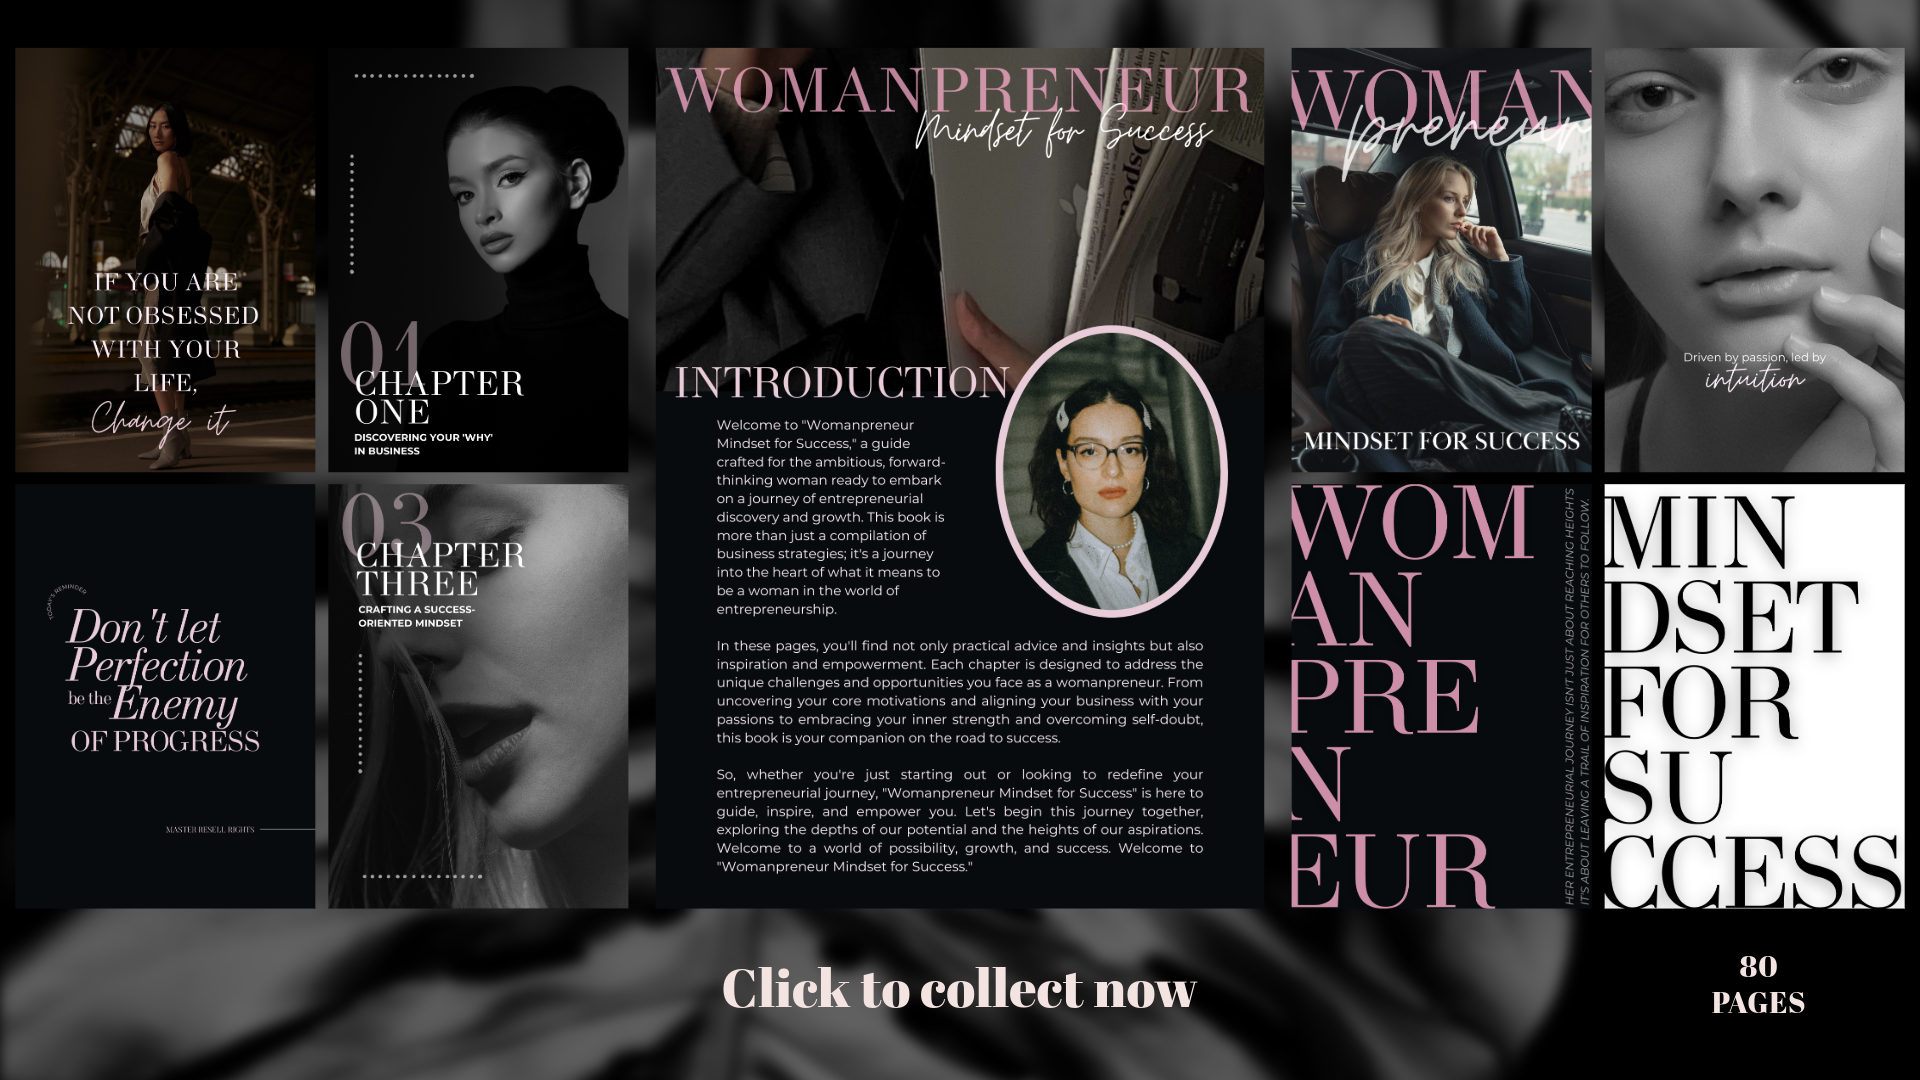 IF YOU ARE
NOT OBSESSED
WITH YOUR
LIFE,
Change it
01
CHAPTER
ONE
DISCOVERING YOUR 'WHY'
IN BUSINESS
TODAY'S REMINDER
Don't let
Perfection
be the Enemy
OF PROGRESS
MASTER RESELL RIGHTS
03
CHAPTER
THREE
CRAFTING A SUCCESS-
ORIENTED MINDSET
WOMANPRENEUR
Mindset for Success
INTRODUCTION
Welcome to "Womanpreneur
Mindset for Success," a guide
crafted for the ambitious, forward-
thinking woman ready to embark
on a journey of entrepreneurial
discovery and growth. This book is
more than just a compilation of
business strategies; it's a journey
into the heart of what it means to
be a woman in the world of
entrepreneurship.
In these pages, you'll find not only practical advice and insights but also
inspiration and empowerment. Each chapter is designed to address the
unique challenges and opportunities you face as a womanpreneur. From
uncovering your core motivations and aligning your business with your
passions to embracing your inner strength and overcoming self-doubt,
this book is your companion on the road to success.
So, whether you're just starting out or looking to redefine your
entrepreneurial journey, "Womanpreneur Mindset for Success" is here to
guide, inspire, and empower you. Let's begin this journey together,
exploring the depths of our potential and the heights of our aspirations.
Welcome to a world of possibility, growth, and success. Welcome to
"Womanpreneur Mindset for Success."
WOMAN
preneur
MINDSET FOR SUCCESS
Driven by passion, led by
intuition
WOM
AN
PRE
N
EUR
HER ENTREPRENEURIAL JOURNEY ISN'T JUST ABOUT REACHING HEIGHTS
IT'S ABOUT LEAVING A TRAIL OF INSPIRATION FOR OTHERS TO FOLLOW.
MIN
DSET
FOR
SU
CCESS
Click to collect now
80
PAGES